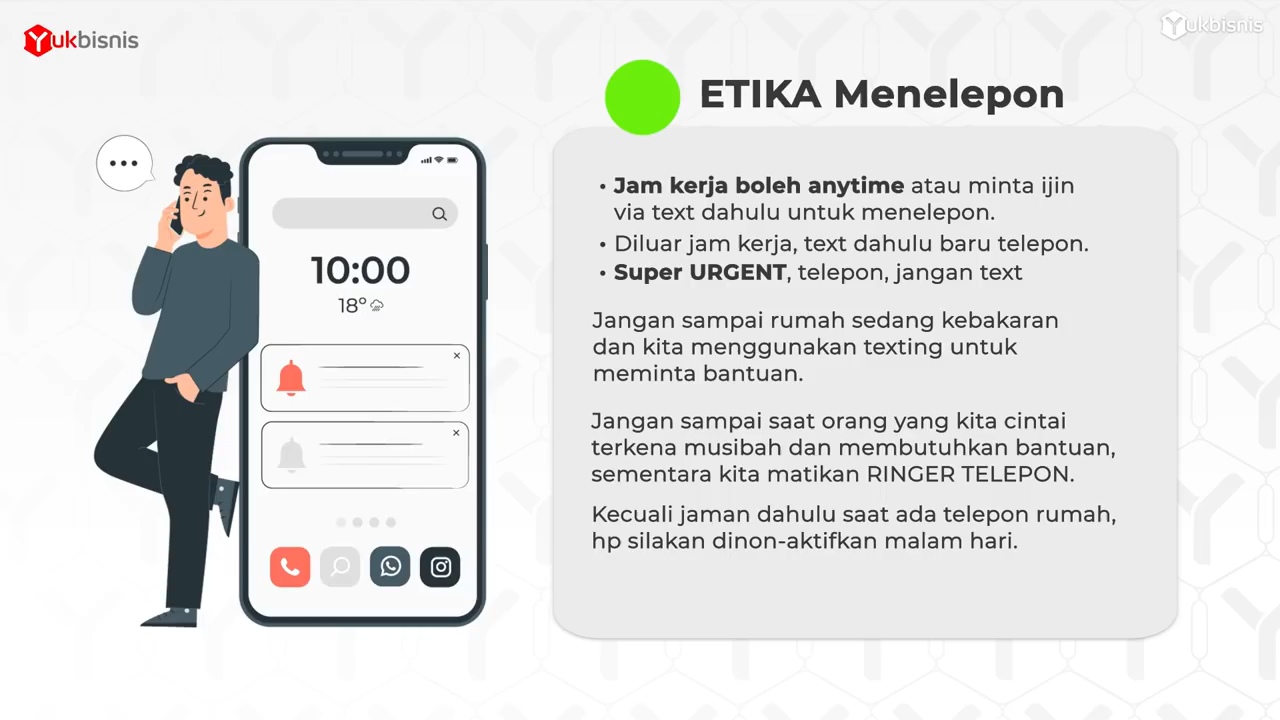 Yukbisnis
Yukbisnis
ETIKA Menelepon
• Jam kerja boleh anytime atau minta ijin
via text dahulu untuk menelepon.
• Diluar jam kerja, text dahulu baru telepon.
• Super URGENT, telepon, jangan text
Jangan sampai rumah sedang kebakaran
dan kita menggunakan texting untuk
meminta bantuan.
Jangan sampai saat orang yang kita cintai
terkena musibah dan membutuhkan bantuan,
sementara kita matikan RINGER TELEPON.
Kecuali jaman dahulu saat ada telepon rumah,
hp silakan dinon-aktifkan malam hari.
10:00
18°